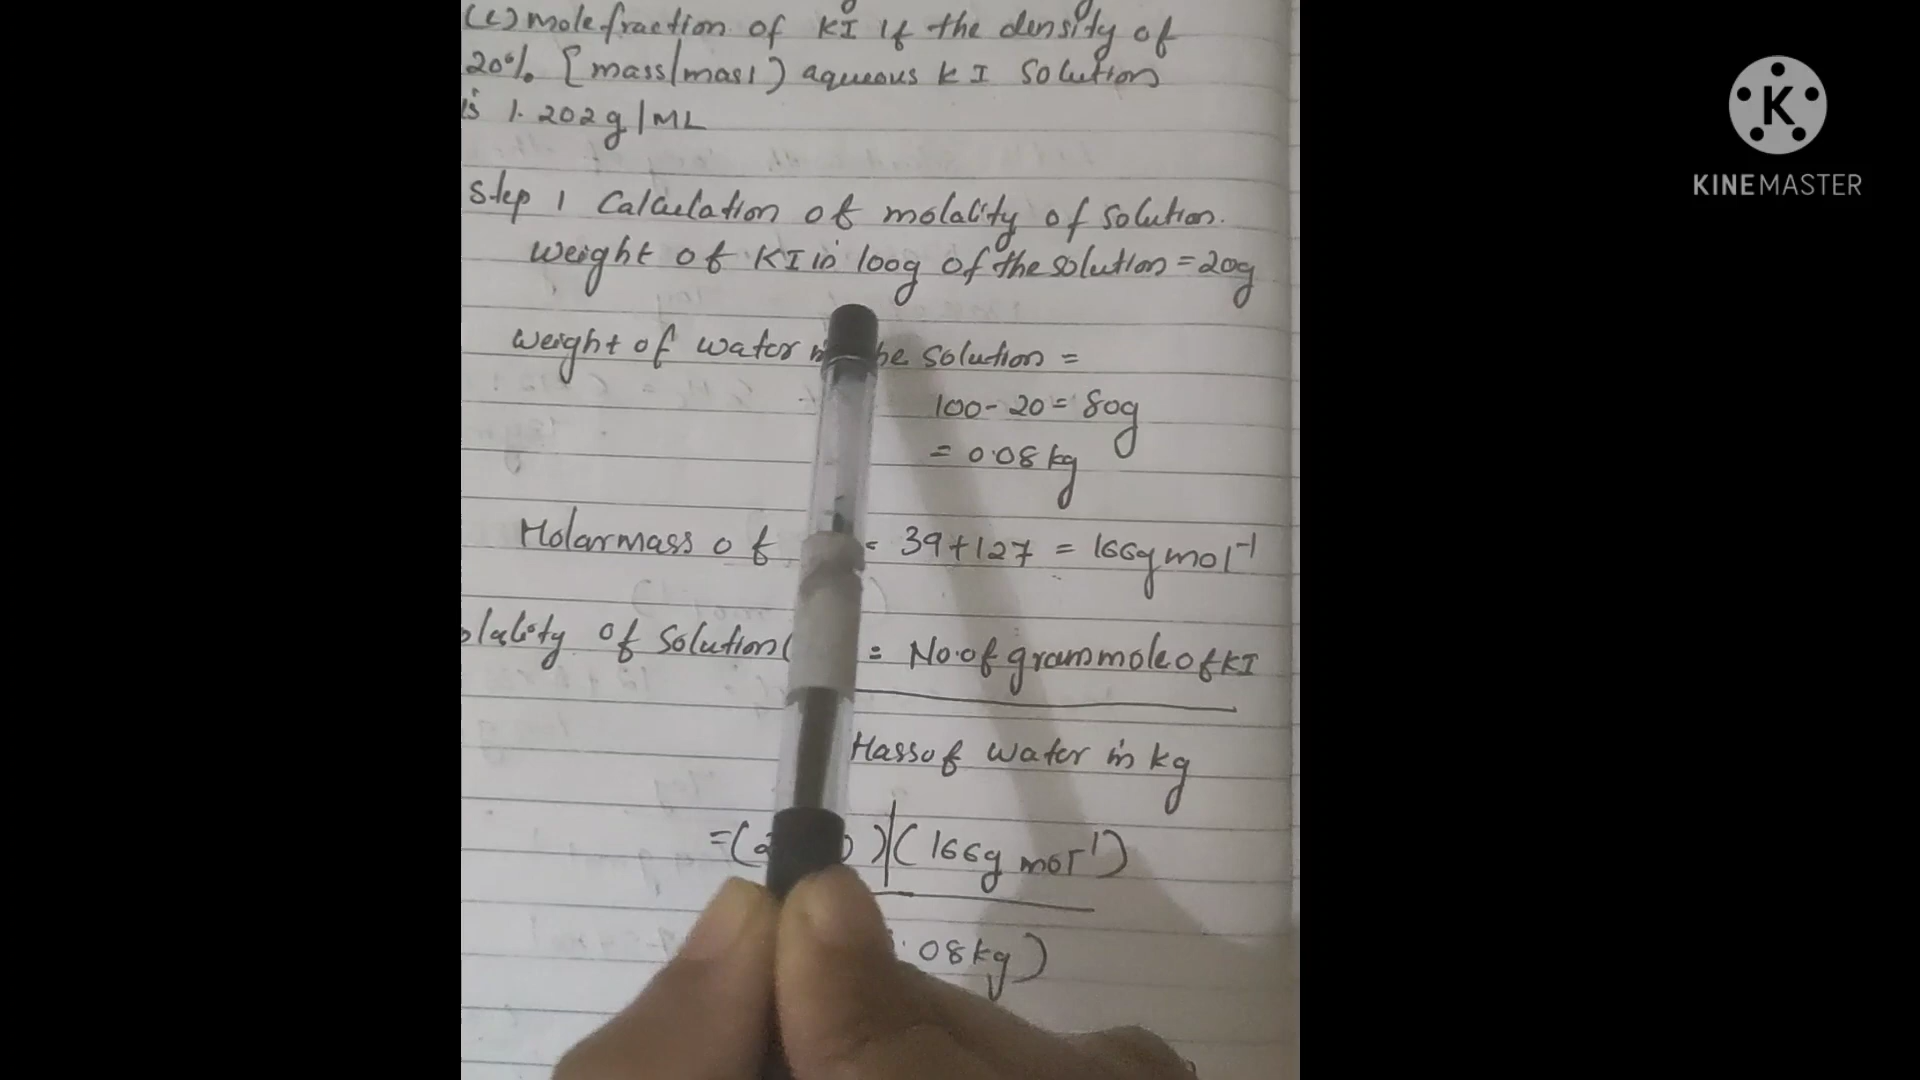 (c) mole fraction of KI if the density of
20% [mass/mass) aqueous KI solution
is 1.202g/ML
Step 1 Calculation of molality of solution.
Weight of KI in 100g of the solution = 20g
Weight of water solution =
100-20 = 80g
= 0.08 kg
Molarmass of = 39+127 = 166g mol-1
of solution( = No.of grammole of KI
Mass of water in kg
=( )/(166g mol-1)
.08kg)
K
KINEMASTER